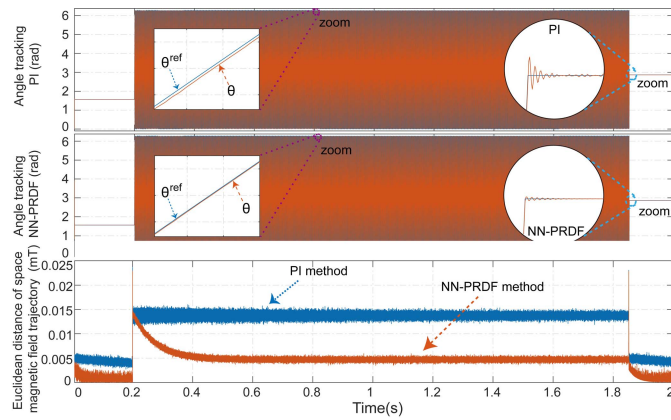 Angle tracking
PI (rad)
6
5
4
3
2
1
0
zoom
θref
θ
PI
zoom
Angle tracking
NN-PRDF (rad)
6
5
4
3
2
1
0
zoom
θref
θ
NN-PRDF
zoom
Euclidean distance of space
magnetic field trajectory (mT)
0.025
0.02
0.015
0.01
0.005
0
PI method
NN-PRDF method
0 0.2 0.4 0.6 0.8 1 1.2 1.4 1.6 1.8 2
Time(s)